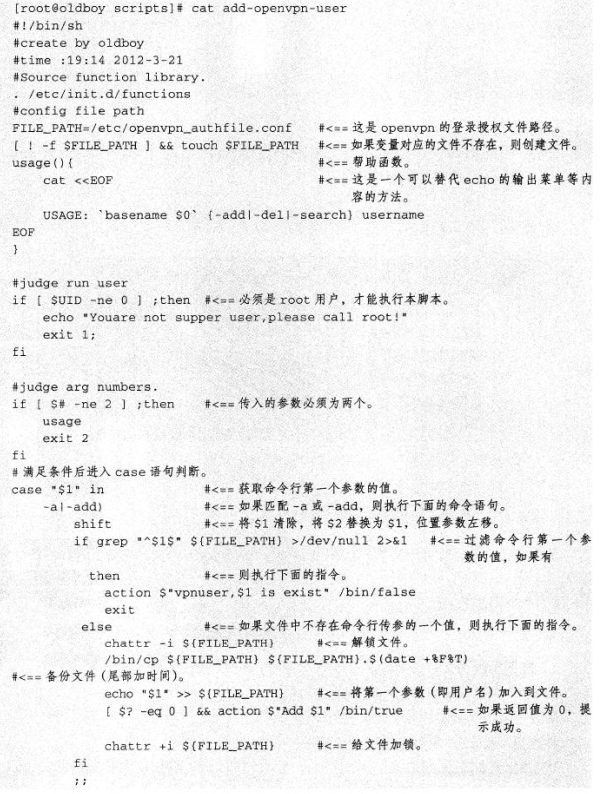 [root@oldboy scripts]# cat add-openvpn-user
#!/bin/sh
#create by oldboy
#time :19:14 2012-3-21
#Source function library.
. /etc/init.d/functions
#config file path
FILE_PATH=/etc/openvpn_authfile.conf #<== 这是 openvpn 的登录授权文件路径。
[ ! -f $FILE_PATH ] && touch $FILE_PATH #<== 如果变量对应的文件不存在，则创建文件。
usage(){ #<== 帮助函数。
cat <<EOF #<== 这是一个可以替代 echo 的输出菜单等内
容的方法。
USAGE: `basename $0` {-add|-del|-search} username
EOF
}
#judge run user
if [ $UID -ne 0 ] ;then #<== 必须是 root 用户，才能执行本脚本。
echo "Youare not supper user,please call root!"
exit 1;
fi
#judge arg numbers.
if [ $# -ne 2 ] ;then #<== 传入的参数必须为两个。
usage
exit 2
fi
# 满足条件后进入 case 语句判断。
case "$1" in #<== 获取命令行第一个参数的值。
-a|-add) #<== 如果匹配 -a 或 -add，则执行下面的命令语句。
shift #<== 将 $1 清除，将 $2 替换为 $1，位置参数左移。
if grep "^$1$" ${FILE_PATH} >/dev/null 2>&1 #<== 过滤命令行第一个参
数的值，如果有
then #<== 则执行下面的指令。
action $"vpnuser,$1 is exist" /bin/false
exit
else #<== 如果文件中不存在命令行传参的一个值，则执行下面的指令。
chattr -i ${FILE_PATH} #<== 解锁文件。
/bin/cp ${FILE_PATH} ${FILE_PATH}.$(date +%F%T)
#<== 备份文件（尾部加时间）。
echo "$1" >> ${FILE_PATH} #<== 将第一个参数（即用户名）加入到文件。
[ $? -eq 0 ] && action $"Add $1" /bin/true #<== 如果返回值为 0，提
示成功。
chattr +i ${FILE_PATH} #<== 给文件加锁。
fi
;;